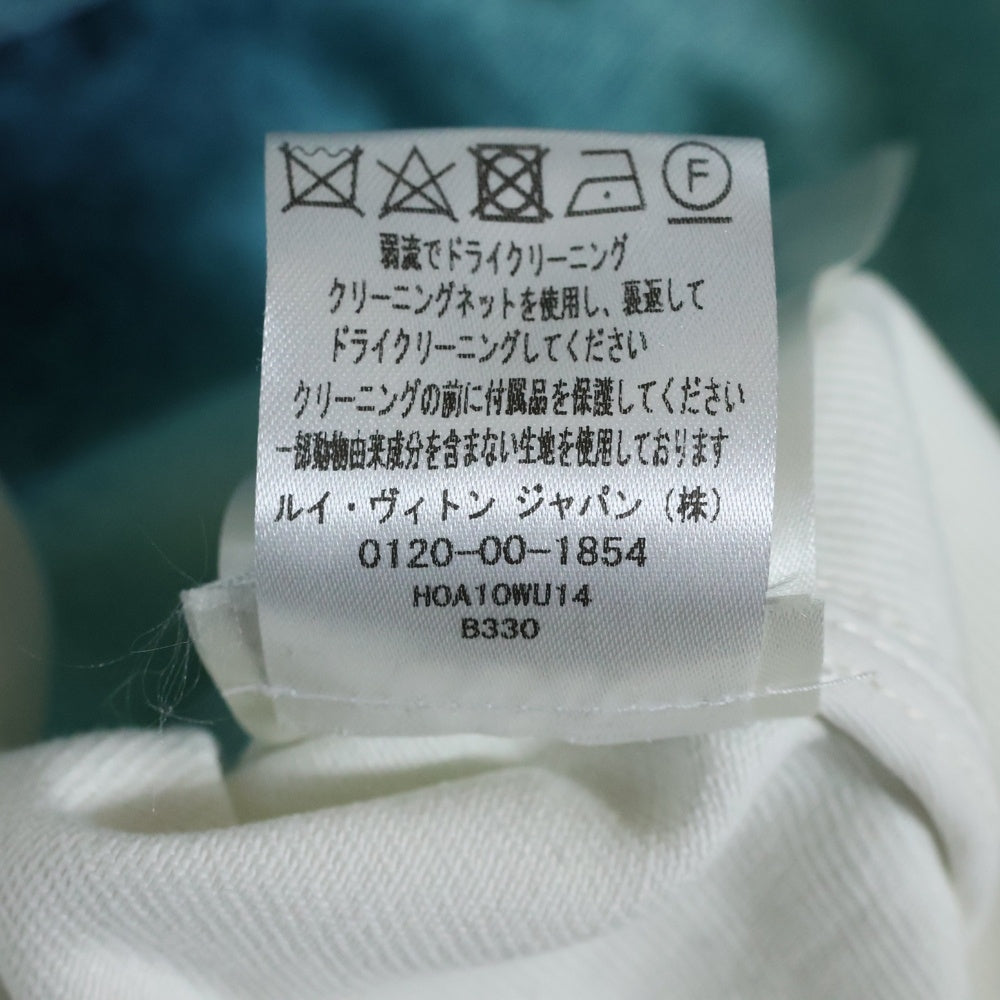 F
弱流でドライクリーニング
クリーニングネットを使用し、裏返して
ドライクリーニングしてください
クリーニングの前に付属品を保護してください
一部動物由来成分を含まない生地を使用しております
ルイ・ヴィトン ジャパン（株）
0120-00-1854
HOA10WU14
B330